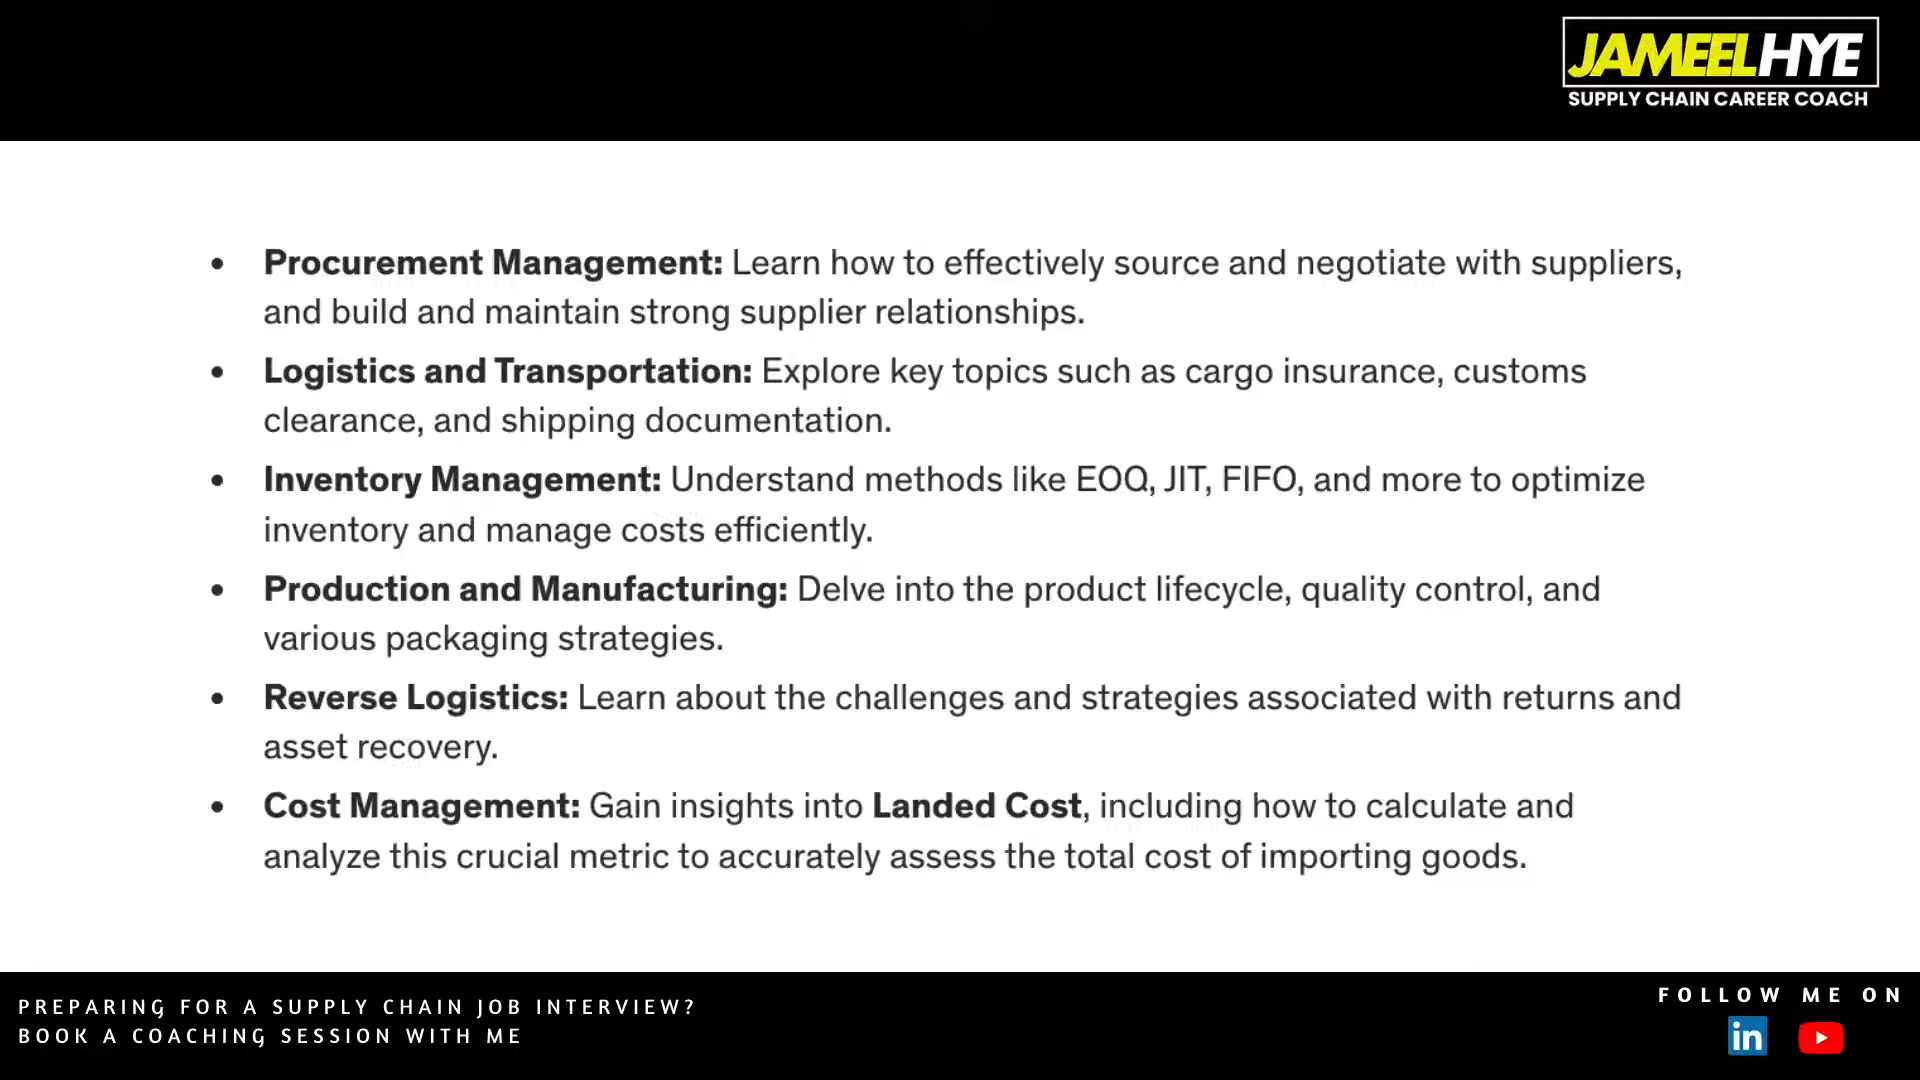 JAMEELHYE
SUPPLY CHAIN CAREER COACH
• Procurement Management: Learn how to effectively source and negotiate with suppliers,
and build and maintain strong supplier relationships.
• Logistics and Transportation: Explore key topics such as cargo insurance, customs
clearance, and shipping documentation.
• Inventory Management: Understand methods like EOQ, JIT, FIFO, and more to optimize
inventory and manage costs efficiently.
• Production and Manufacturing: Delve into the product lifecycle, quality control, and
various packaging strategies.
• Reverse Logistics: Learn about the challenges and strategies associated with returns and
asset recovery.
• Cost Management: Gain insights into Landed Cost, including how to calculate and
analyze this crucial metric to accurately assess the total cost of importing goods.
PREPARING FOR A SUPPLY CHAIN JOB INTERVIEW?
BOOK A COACHING SESSION WITH ME
FOLLOW ME ON
in